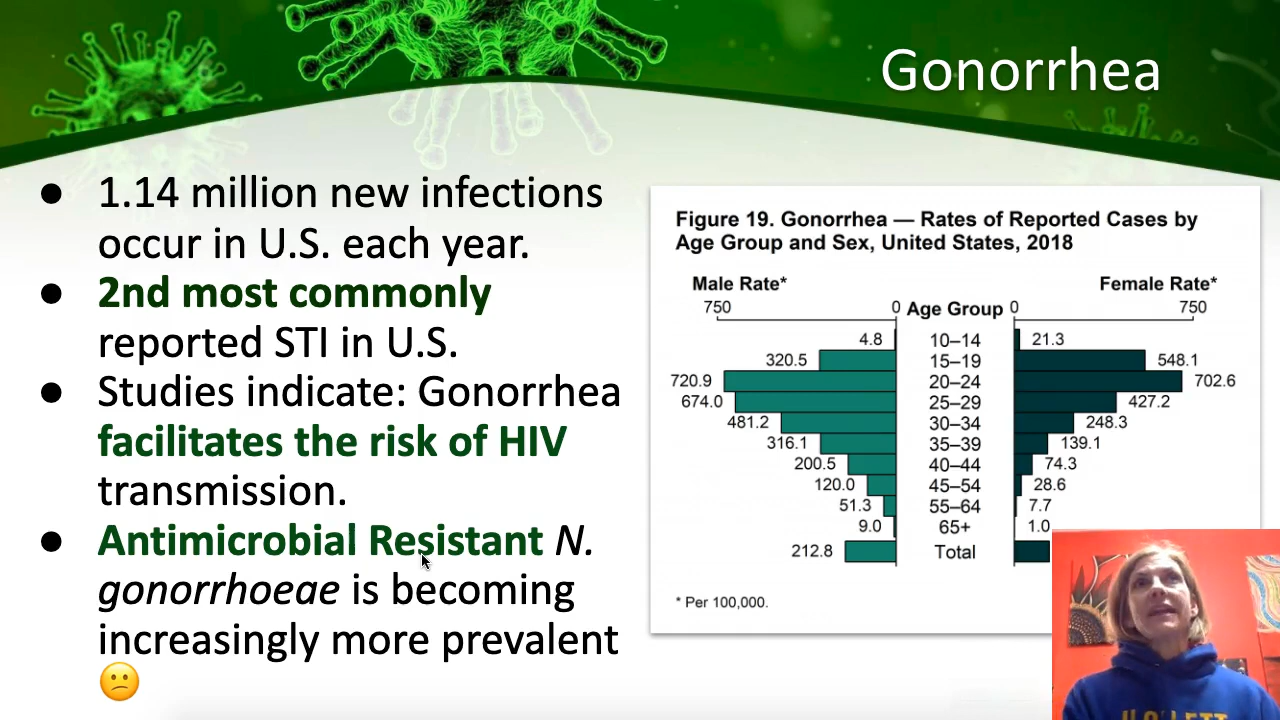 Gonorrhea
● 1.14 million new infections
occur in U.S. each year.
● 2nd most commonly
reported STI in U.S.
● Studies indicate: Gonorrhea
facilitates the risk of HIV
transmission.
● Antimicrobial Resistant N.
gonorrhoeae is becoming
increasingly more prevalent
😕
Figure 19. Gonorrhea — Rates of Reported Cases by
Age Group and Sex, United States, 2018
Male Rate* Female Rate*
750 0 Age Group 0 750
4.8 10–14 21.3
320.5 15–19 548.1
720.9 20–24 702.6
674.0 25–29 427.2
481.2 30–34 248.3
316.1 35–39 139.1
200.5 40–44 74.3
120.0 45–54 28.6
51.3 55–64 7.7
9.0 65+ 1.0
212.8 Total
* Per 100,000.